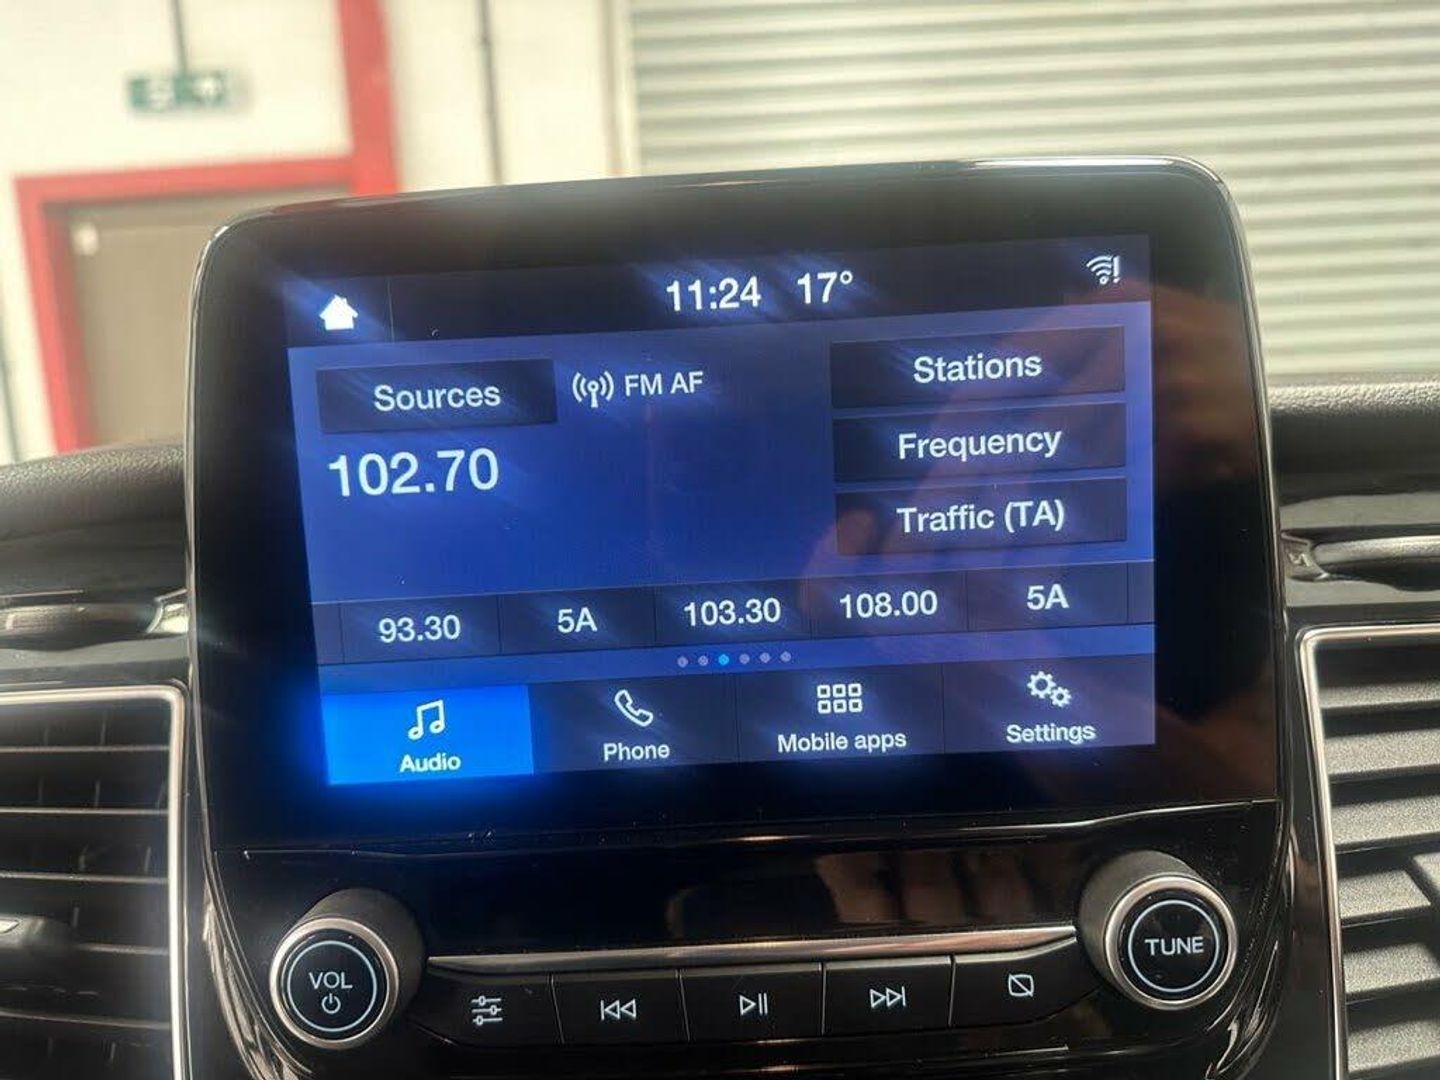 11:24 17°
Sources FM AF Stations
102.70 Frequency
Traffic (TA)
93.30 5A 103.30 108.00 5A
Audio Phone Mobile apps Settings
VOL TUNE